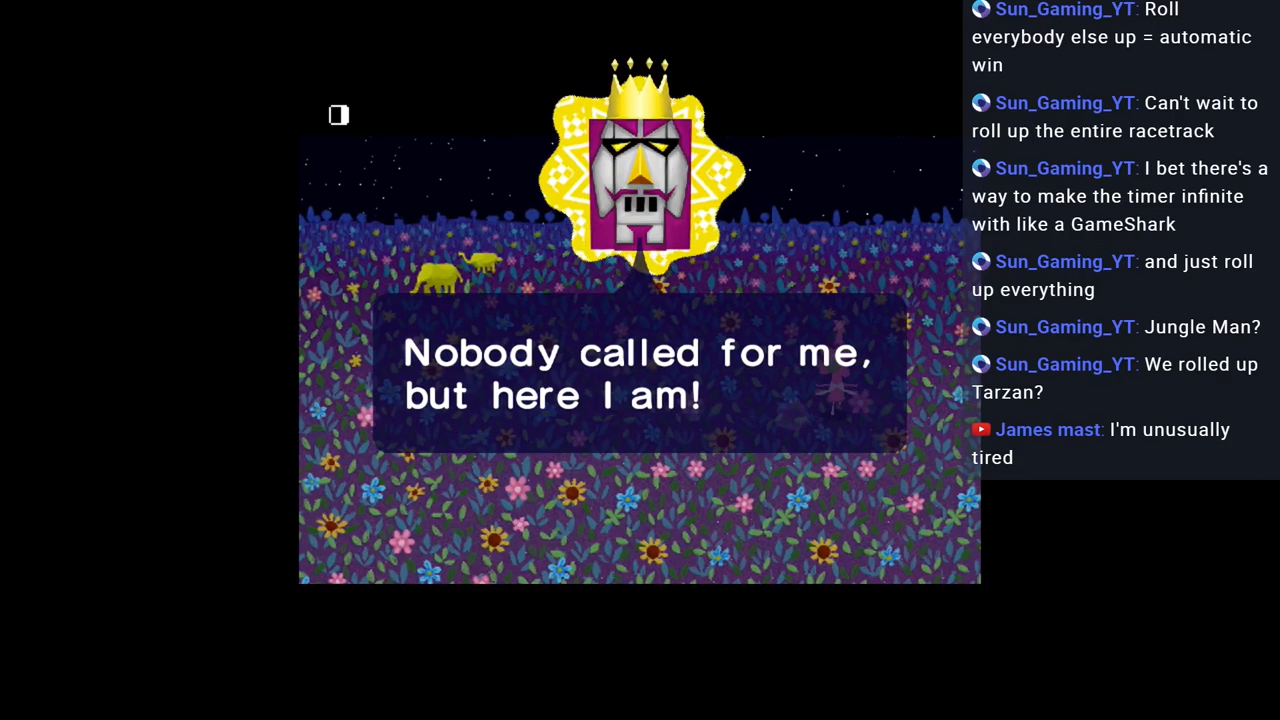 Nobody called for me,
but here I am!
Sun_Gaming_YT: Roll
everybody else up = automatic
win
Sun_Gaming_YT: Can't wait to
roll up the entire racetrack
Sun_Gaming_YT: I bet there's a
way to make the timer infinite
with like a GameShark
Sun_Gaming_YT: and just roll
up everything
Sun_Gaming_YT: Jungle Man?
Sun_Gaming_YT: We rolled up
Tarzan?
James mast: I'm unusually
tired